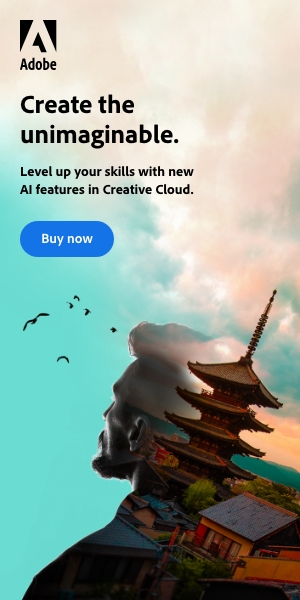 Adobe
Create the
unimaginable.
Level up your skills with new
AI features in Creative Cloud.
Buy now